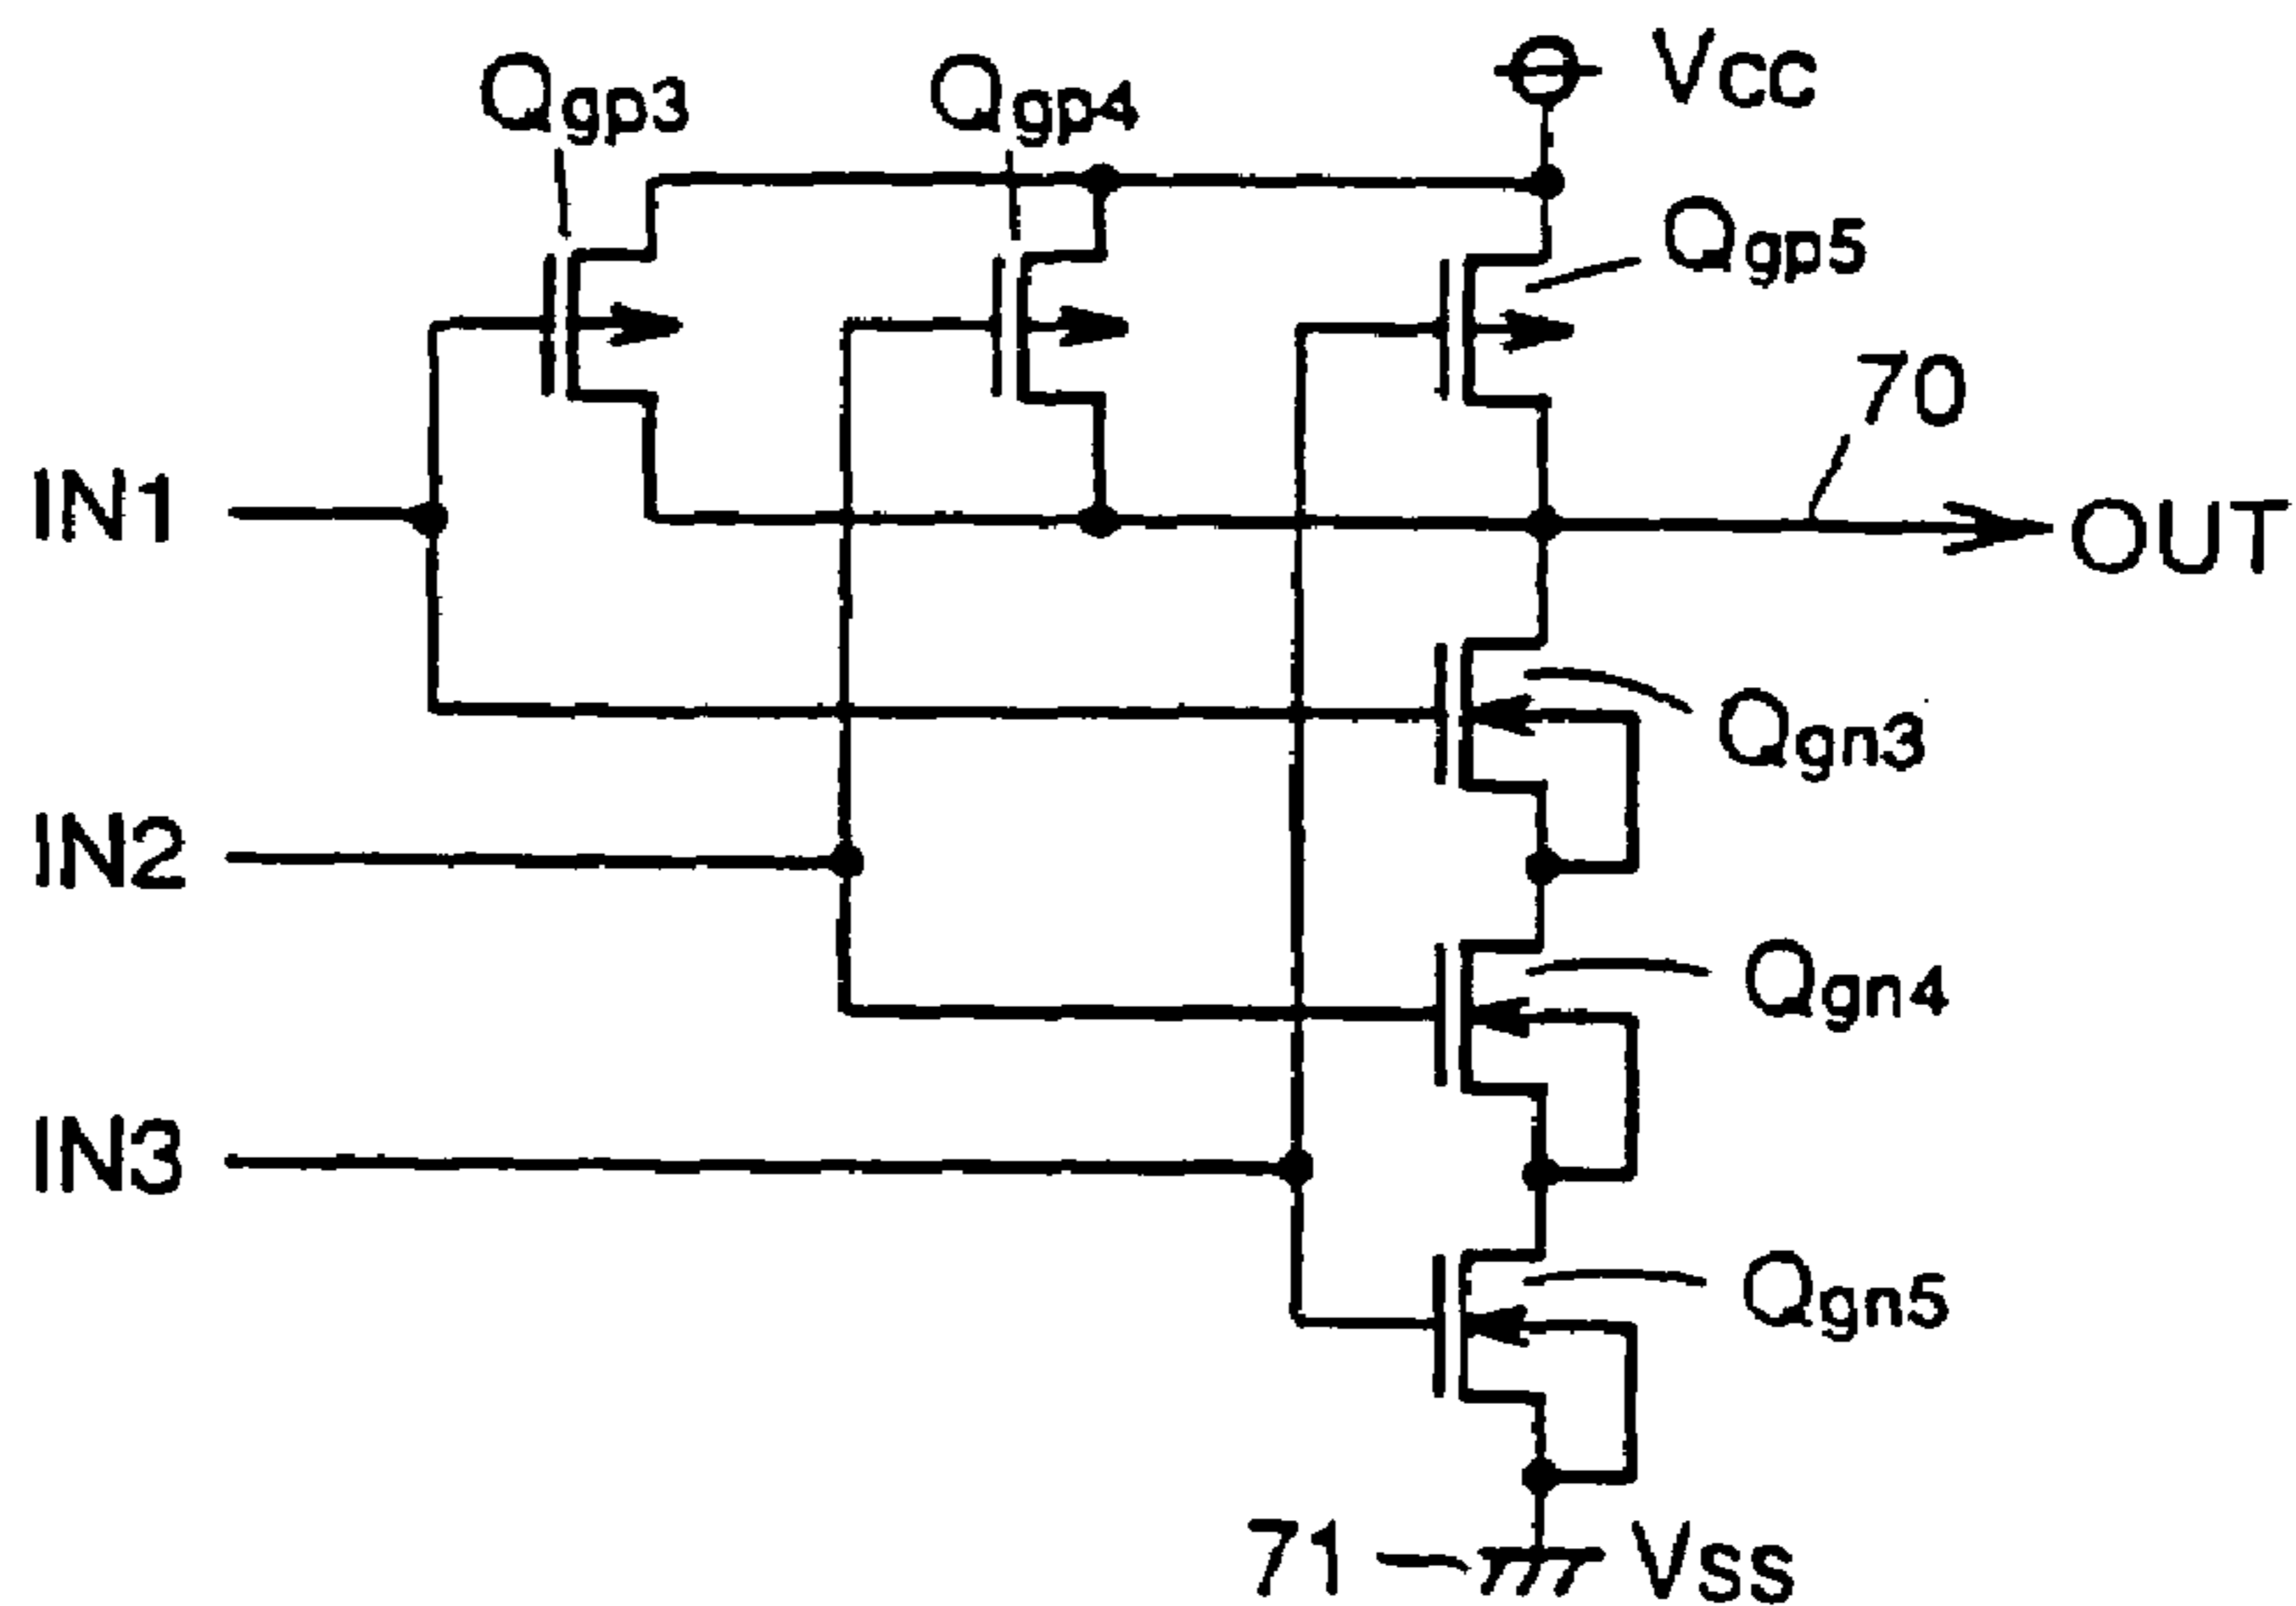 Qgp3
Qgp4
VCC
Qgp5
70
IN1
OUT
Qgn3
IN2
Qgn4
IN3
Qgn5
71
VSS